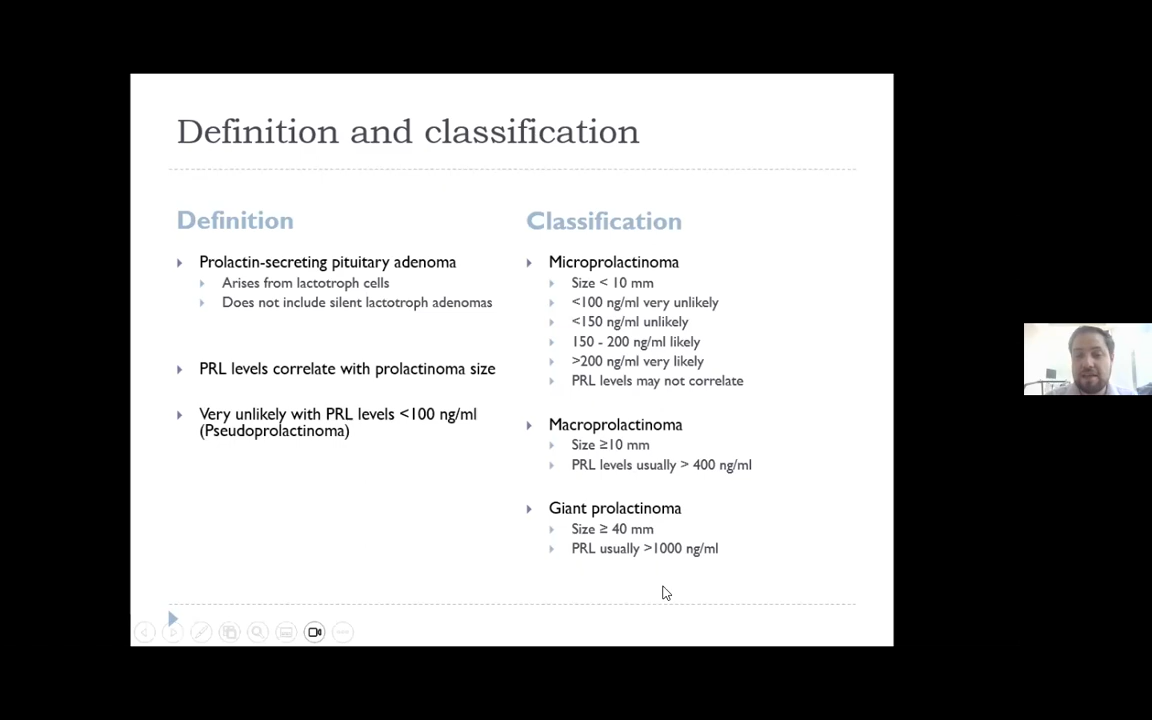 Definition and classification
Definition
Prolactin-secreting pituitary adenoma
Arises from lactotroph cells
Does not include silent lactotroph adenomas
PRL levels correlate with prolactinoma size
Very unlikely with PRL levels <100 ng/ml
(Pseudoprolactinoma)
Classification
Microprolactinoma
Size < 10 mm
<100 ng/ml very unlikely
<150 ng/ml unlikely
150 - 200 ng/ml likely
>200 ng/ml very likely
PRL levels may not correlate
Macroprolactinoma
Size ≥10 mm
PRL levels usually > 400 ng/ml
Giant prolactinoma
Size ≥ 40 mm
PRL usually >1000 ng/ml